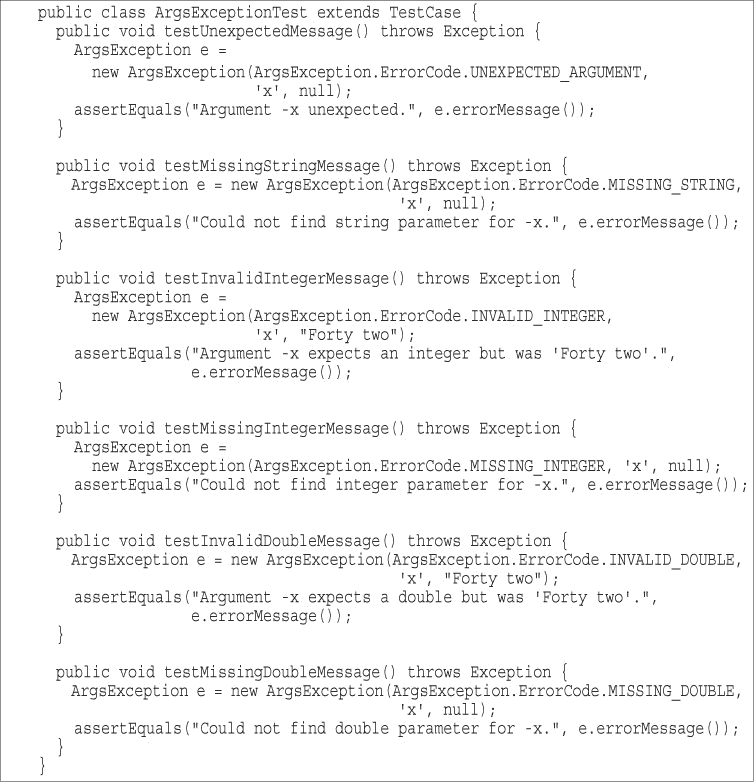 public class ArgsExceptionTest extends TestCase {
  public void testUnexpectedMessage() throws Exception {
    ArgsException e =
      new ArgsException(ArgsException.ErrorCode.UNEXPECTED_ARGUMENT,
                        'x', null);
    assertEquals("Argument -x unexpected.", e.errorMessage());
  }

  public void testMissingStringMessage() throws Exception {
    ArgsException e = new ArgsException(ArgsException.ErrorCode.MISSING_STRING,
                                        'x', null);
    assertEquals("Could not find string parameter for -x.", e.errorMessage());
  }

  public void testInvalidIntegerMessage() throws Exception {
    ArgsException e =
      new ArgsException(ArgsException.ErrorCode.INVALID_INTEGER,
                        'x', "Forty two");
    assertEquals("Argument -x expects an integer but was 'Forty two'.",
                 e.errorMessage());
  }

  public void testMissingIntegerMessage() throws Exception {
    ArgsException e =
      new ArgsException(ArgsException.ErrorCode.MISSING_INTEGER, 'x', null);
    assertEquals("Could not find integer parameter for -x.", e.errorMessage());
  }

  public void testInvalidDoubleMessage() throws Exception {
    ArgsException e = new ArgsException(ArgsException.ErrorCode.INVALID_DOUBLE,
                                        'x', "Forty two");
    assertEquals("Argument -x expects a double but was 'Forty two'.",
                 e.errorMessage());
  }

  public void testMissingDoubleMessage() throws Exception {
    ArgsException e = new ArgsException(ArgsException.ErrorCode.MISSING_DOUBLE,
                                        'x', null);
    assertEquals("Could not find double parameter for -x.", e.errorMessage());
  }
}